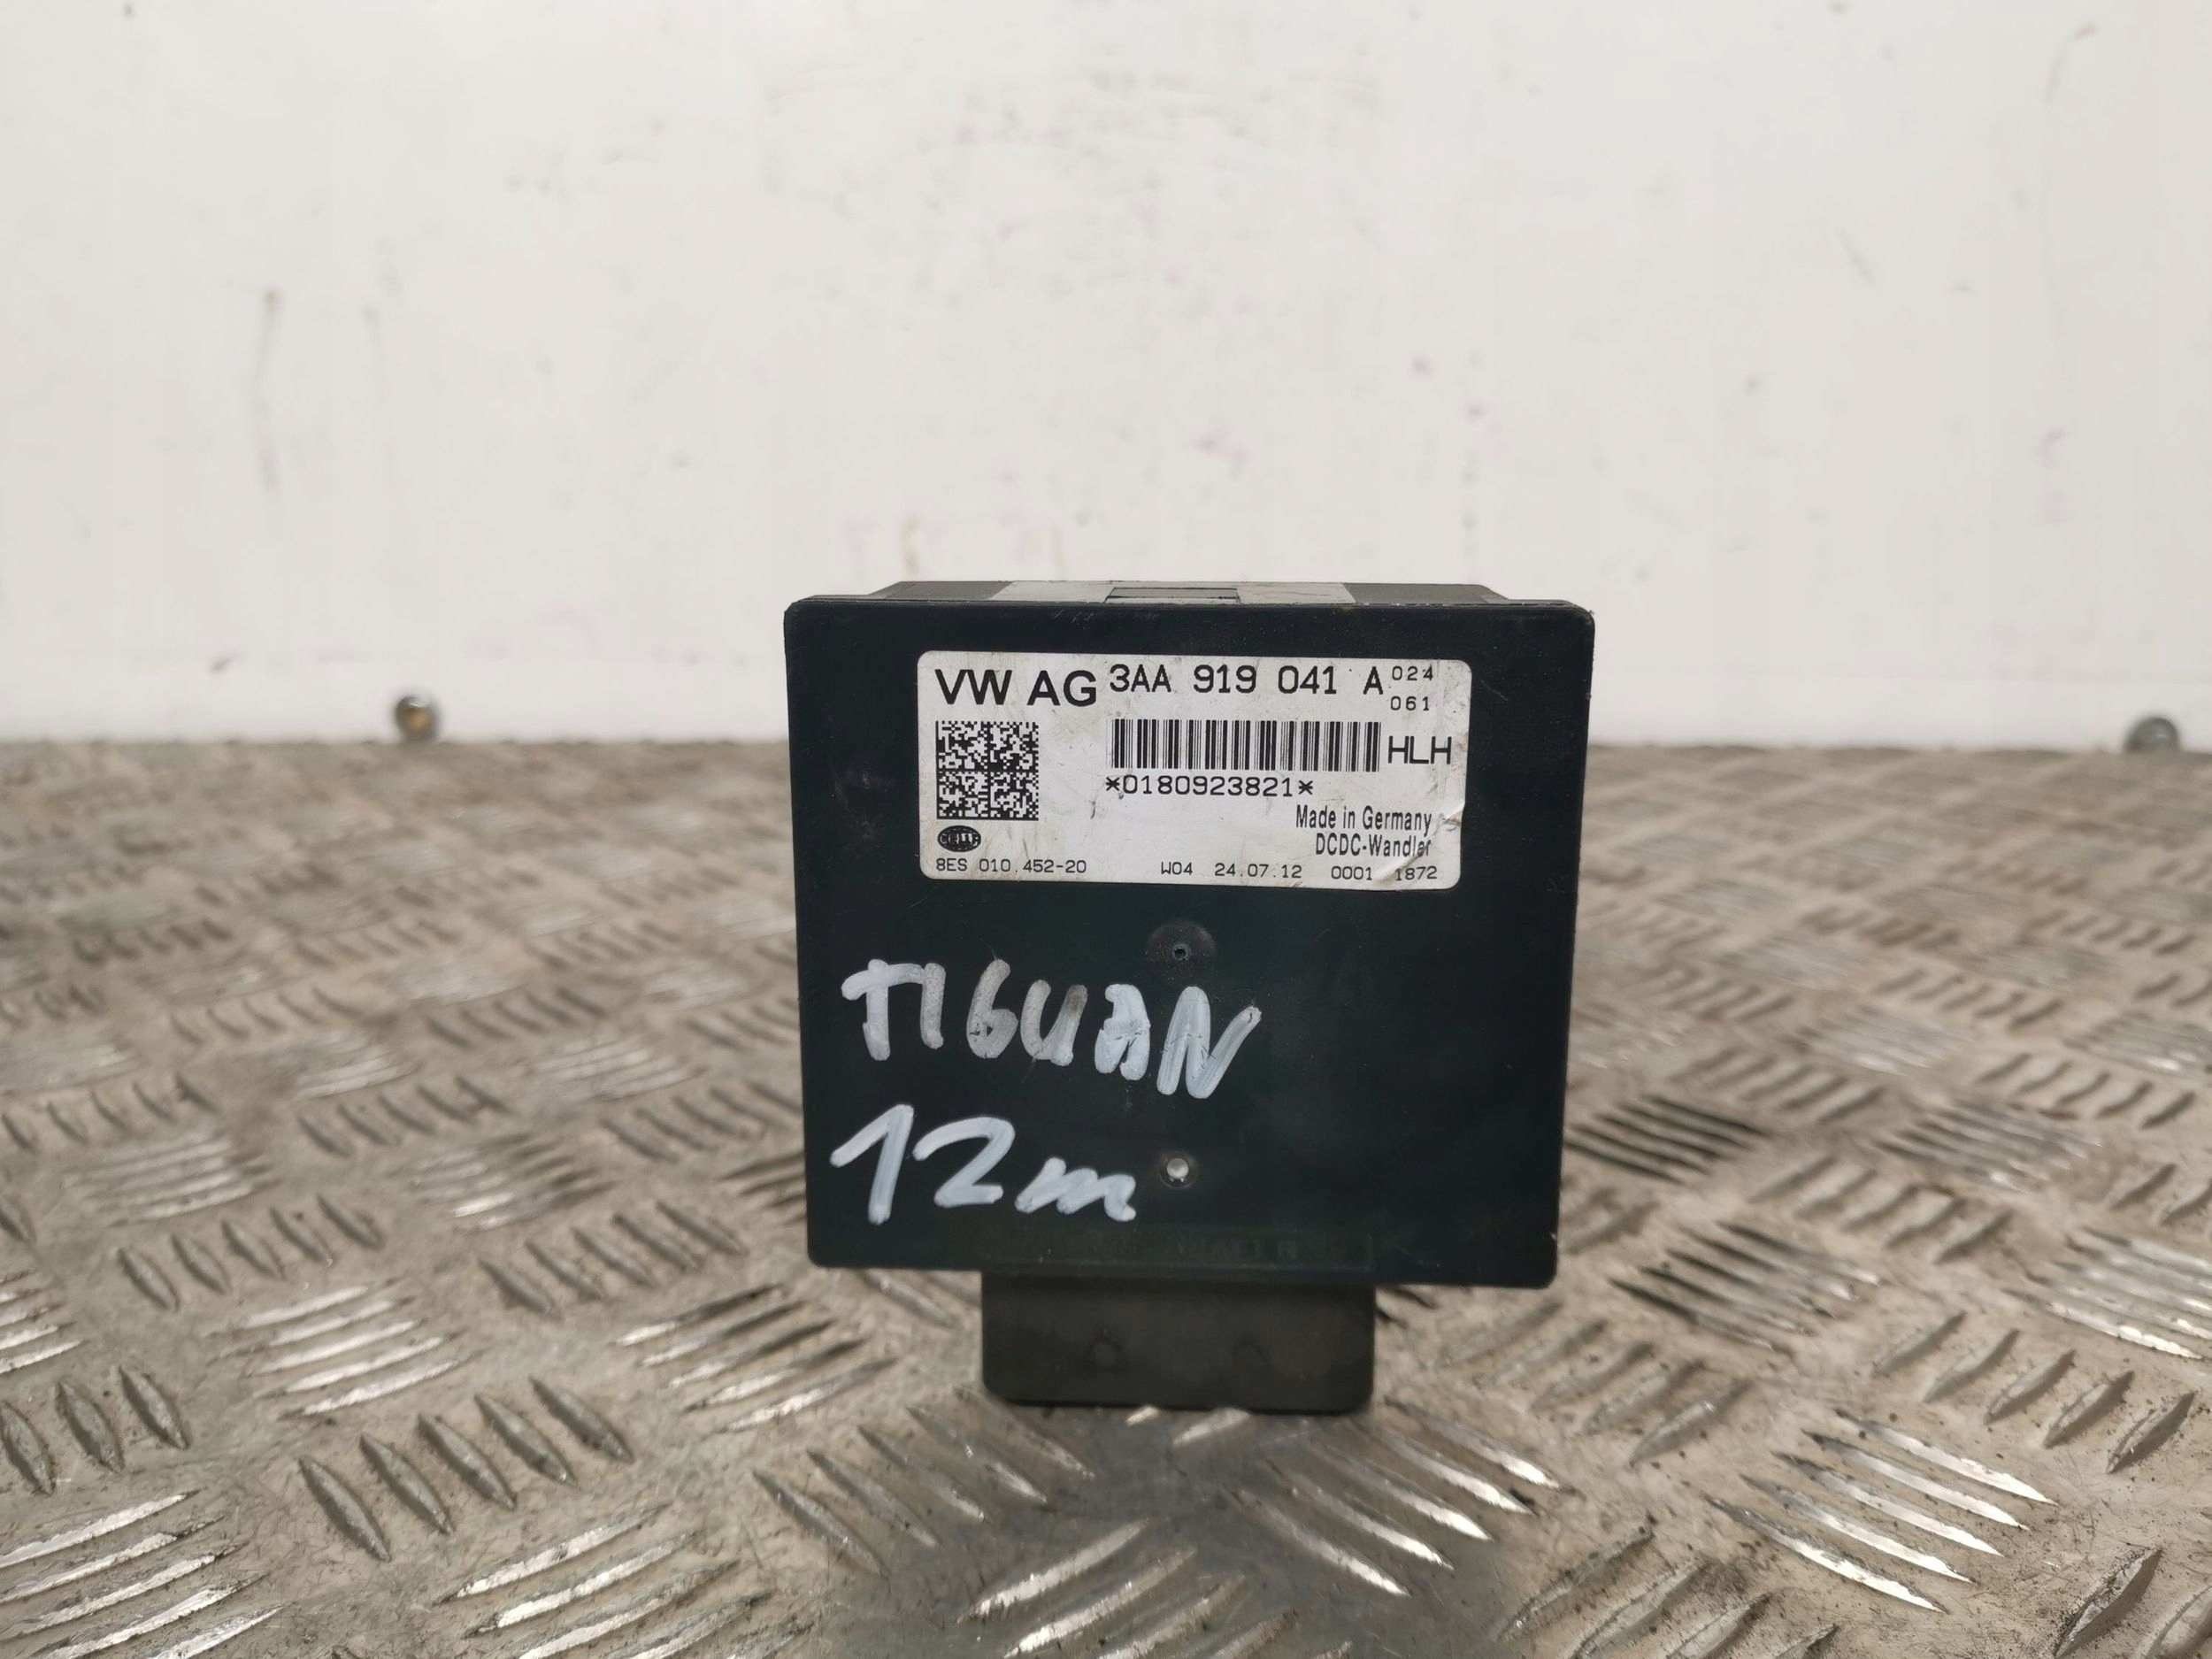 VW AG 3AA 919 041 A 024
061
HLH
*0180923821*
Made in Germany
DCDC-Wandler
HELLA
8ES 010.452-20 W04 24.07.12 0001 1872
TIGUAN
12m